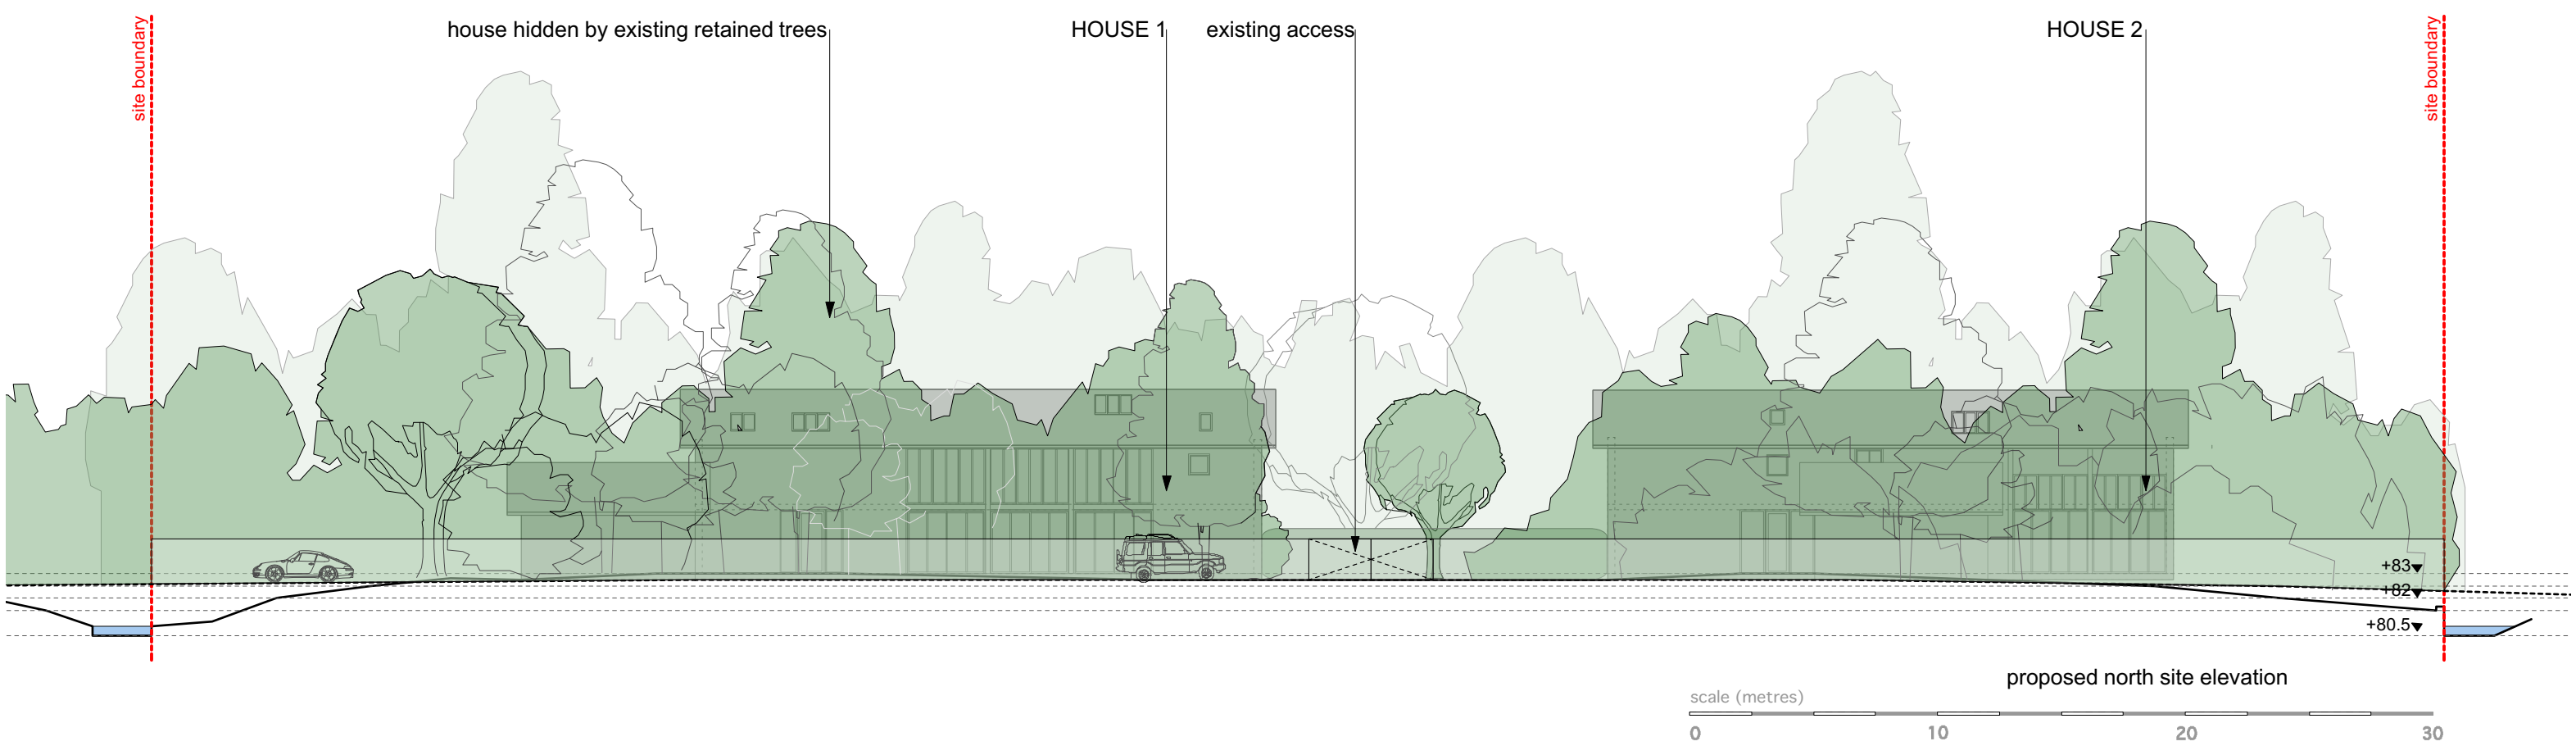 site boundary
house hidden by existing retained trees
HOUSE 1
existing access
HOUSE 2
site boundary
+83
+82
+80.5
proposed north site elevation
scale (metres)
0 10 20 30